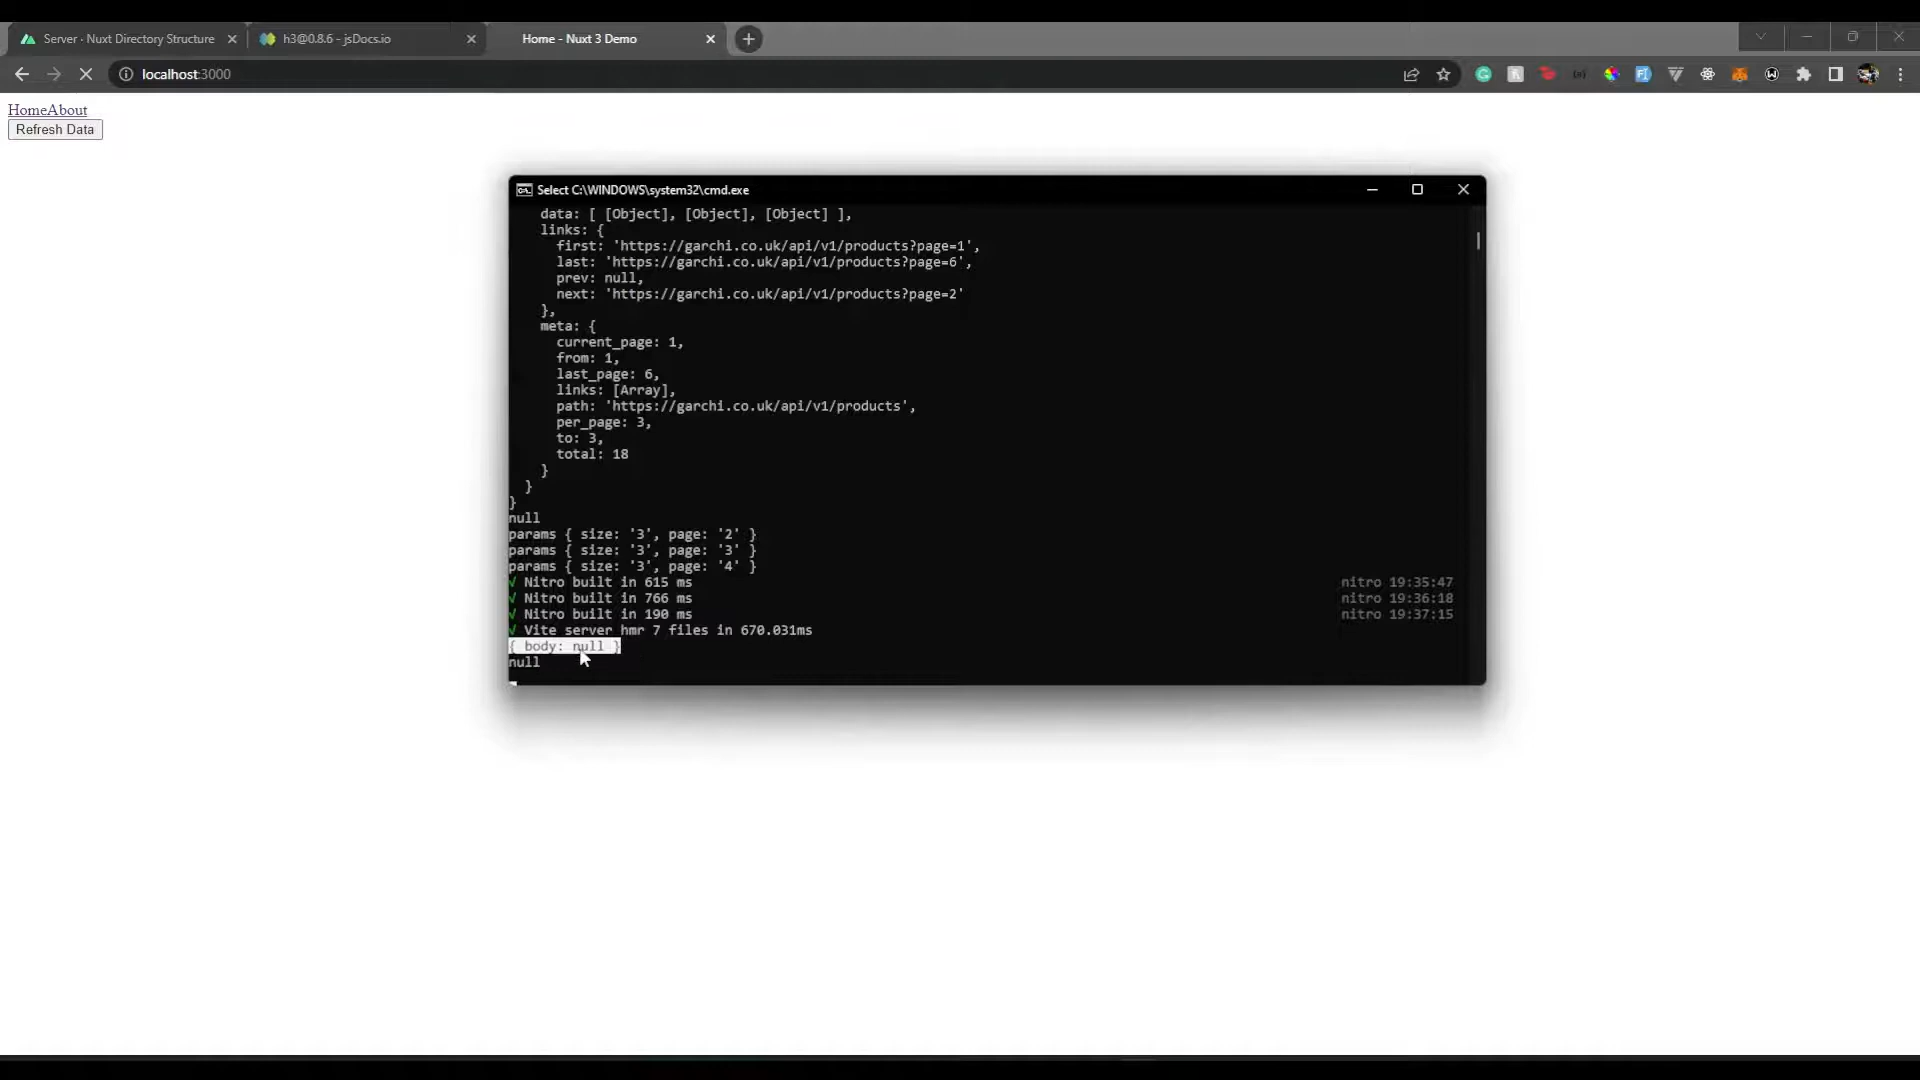 Server · Nuxt Directory Structure
h3@0.8.6 - jsDocs.io
Home - Nuxt 3 Demo
localhost:3000
HomeAbout
Refresh Data
Select C:\WINDOWS\system32\cmd.exe
data: [ [Object], [Object], [Object] ],
links: {
first: 'https://garchi.co.uk/api/v1/products?page=1',
last: 'https://garchi.co.uk/api/v1/products?page=6',
prev: null,
next: 'https://garchi.co.uk/api/v1/products?page=2'
},
meta: {
current_page: 1,
from: 1,
last_page: 6,
links: [Array],
path: 'https://garchi.co.uk/api/v1/products',
per_page: 3,
to: 3,
total: 18
}
}
}
null
params { size: '3', page: '2' }
params { size: '3', page: '3' }
params { size: '3', page: '4' }
√ Nitro built in 615 ms nitro 19:35:47
√ Nitro built in 766 ms nitro 19:36:18
√ Nitro built in 190 ms nitro 19:37:15
√ Vite server hmr 7 files in 670.031ms
{ body: null }
null